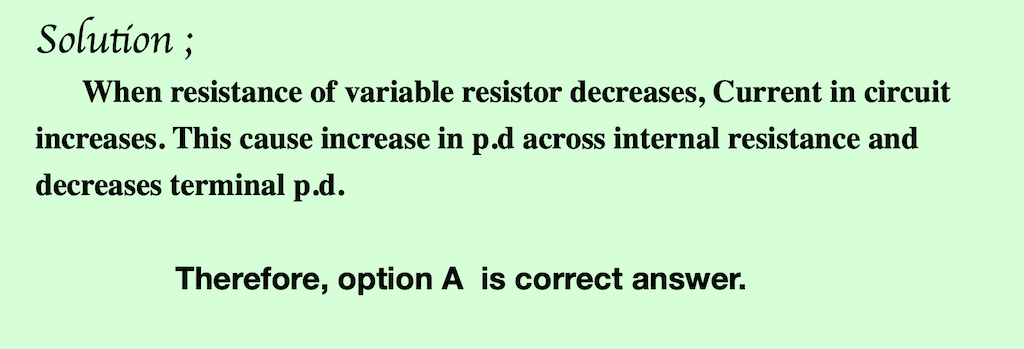 Solution ;
When resistance of variable resistor decreases, Current in circuit
increases. This cause increase in p.d across internal resistance and
decreases terminal p.d.
Therefore, option A is correct answer.